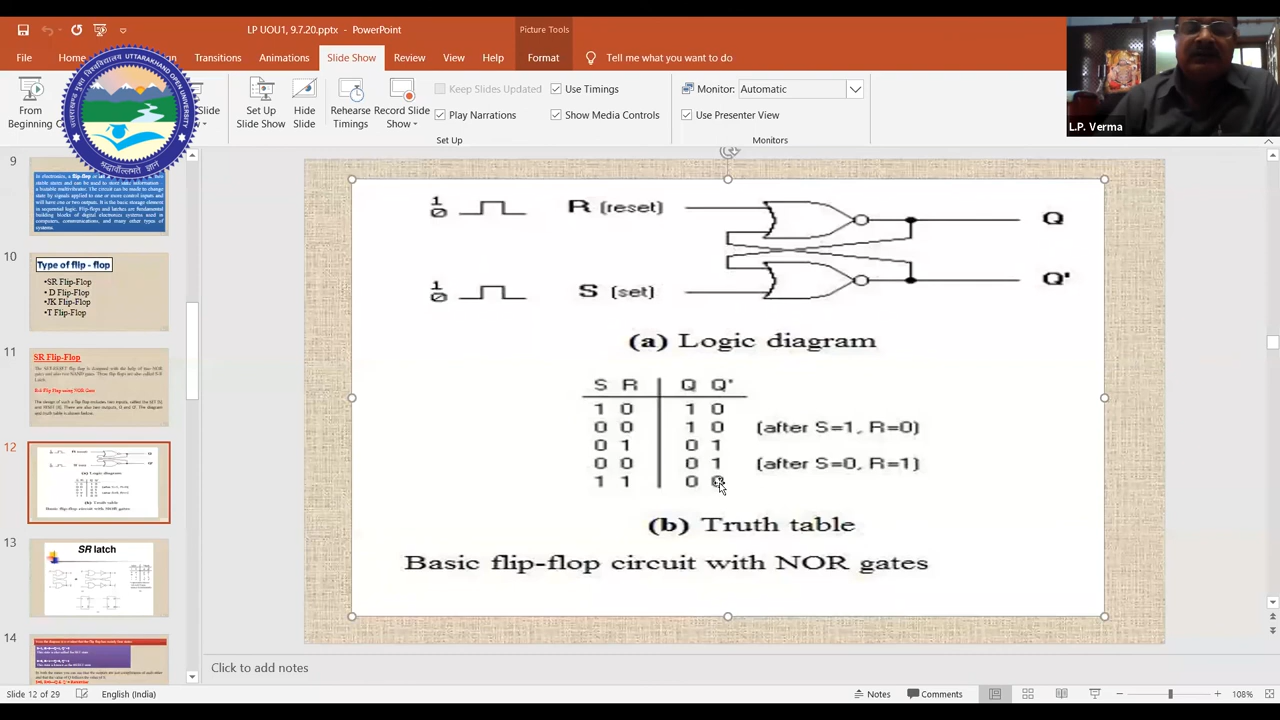 LP UOU1, 9.7.20.pptx - PowerPoint
Picture Tools
File
Home
Transitions
Animations
Slide Show
Review
View
Help
Format
Tell me what you want to do
From
Beginning
Slide
Set Up
Slide Show
Hide
Slide
Rehearse
Timings
Record Slide
Show
Keep Slides Updated
Play Narrations
Use Timings
Show Media Controls
Monitor:
Automatic
Use Presenter View
Set Up
Monitors
L.P. Verma
9
10
Type of flip - flop
•SR Flip-Flop
• D Flip-Flop
•JK Flip-Flop
•T Flip-Flop
11
SR Flip-Flop
12
13
SR latch
14
1
0
R (reset)
Q
1
0
S (set)
Q'
(a) Logic diagram
S R Q Q'
1 0 1 0
0 0 1 0 (after S=1, R=0)
0 1 0 1
0 0 0 1 (after S=0, R=1)
1 1 0 0
(b) Truth table
Basic flip-flop circuit with NOR gates
Click to add notes
Slide 12 of 29
English (India)
Notes
Comments
108%